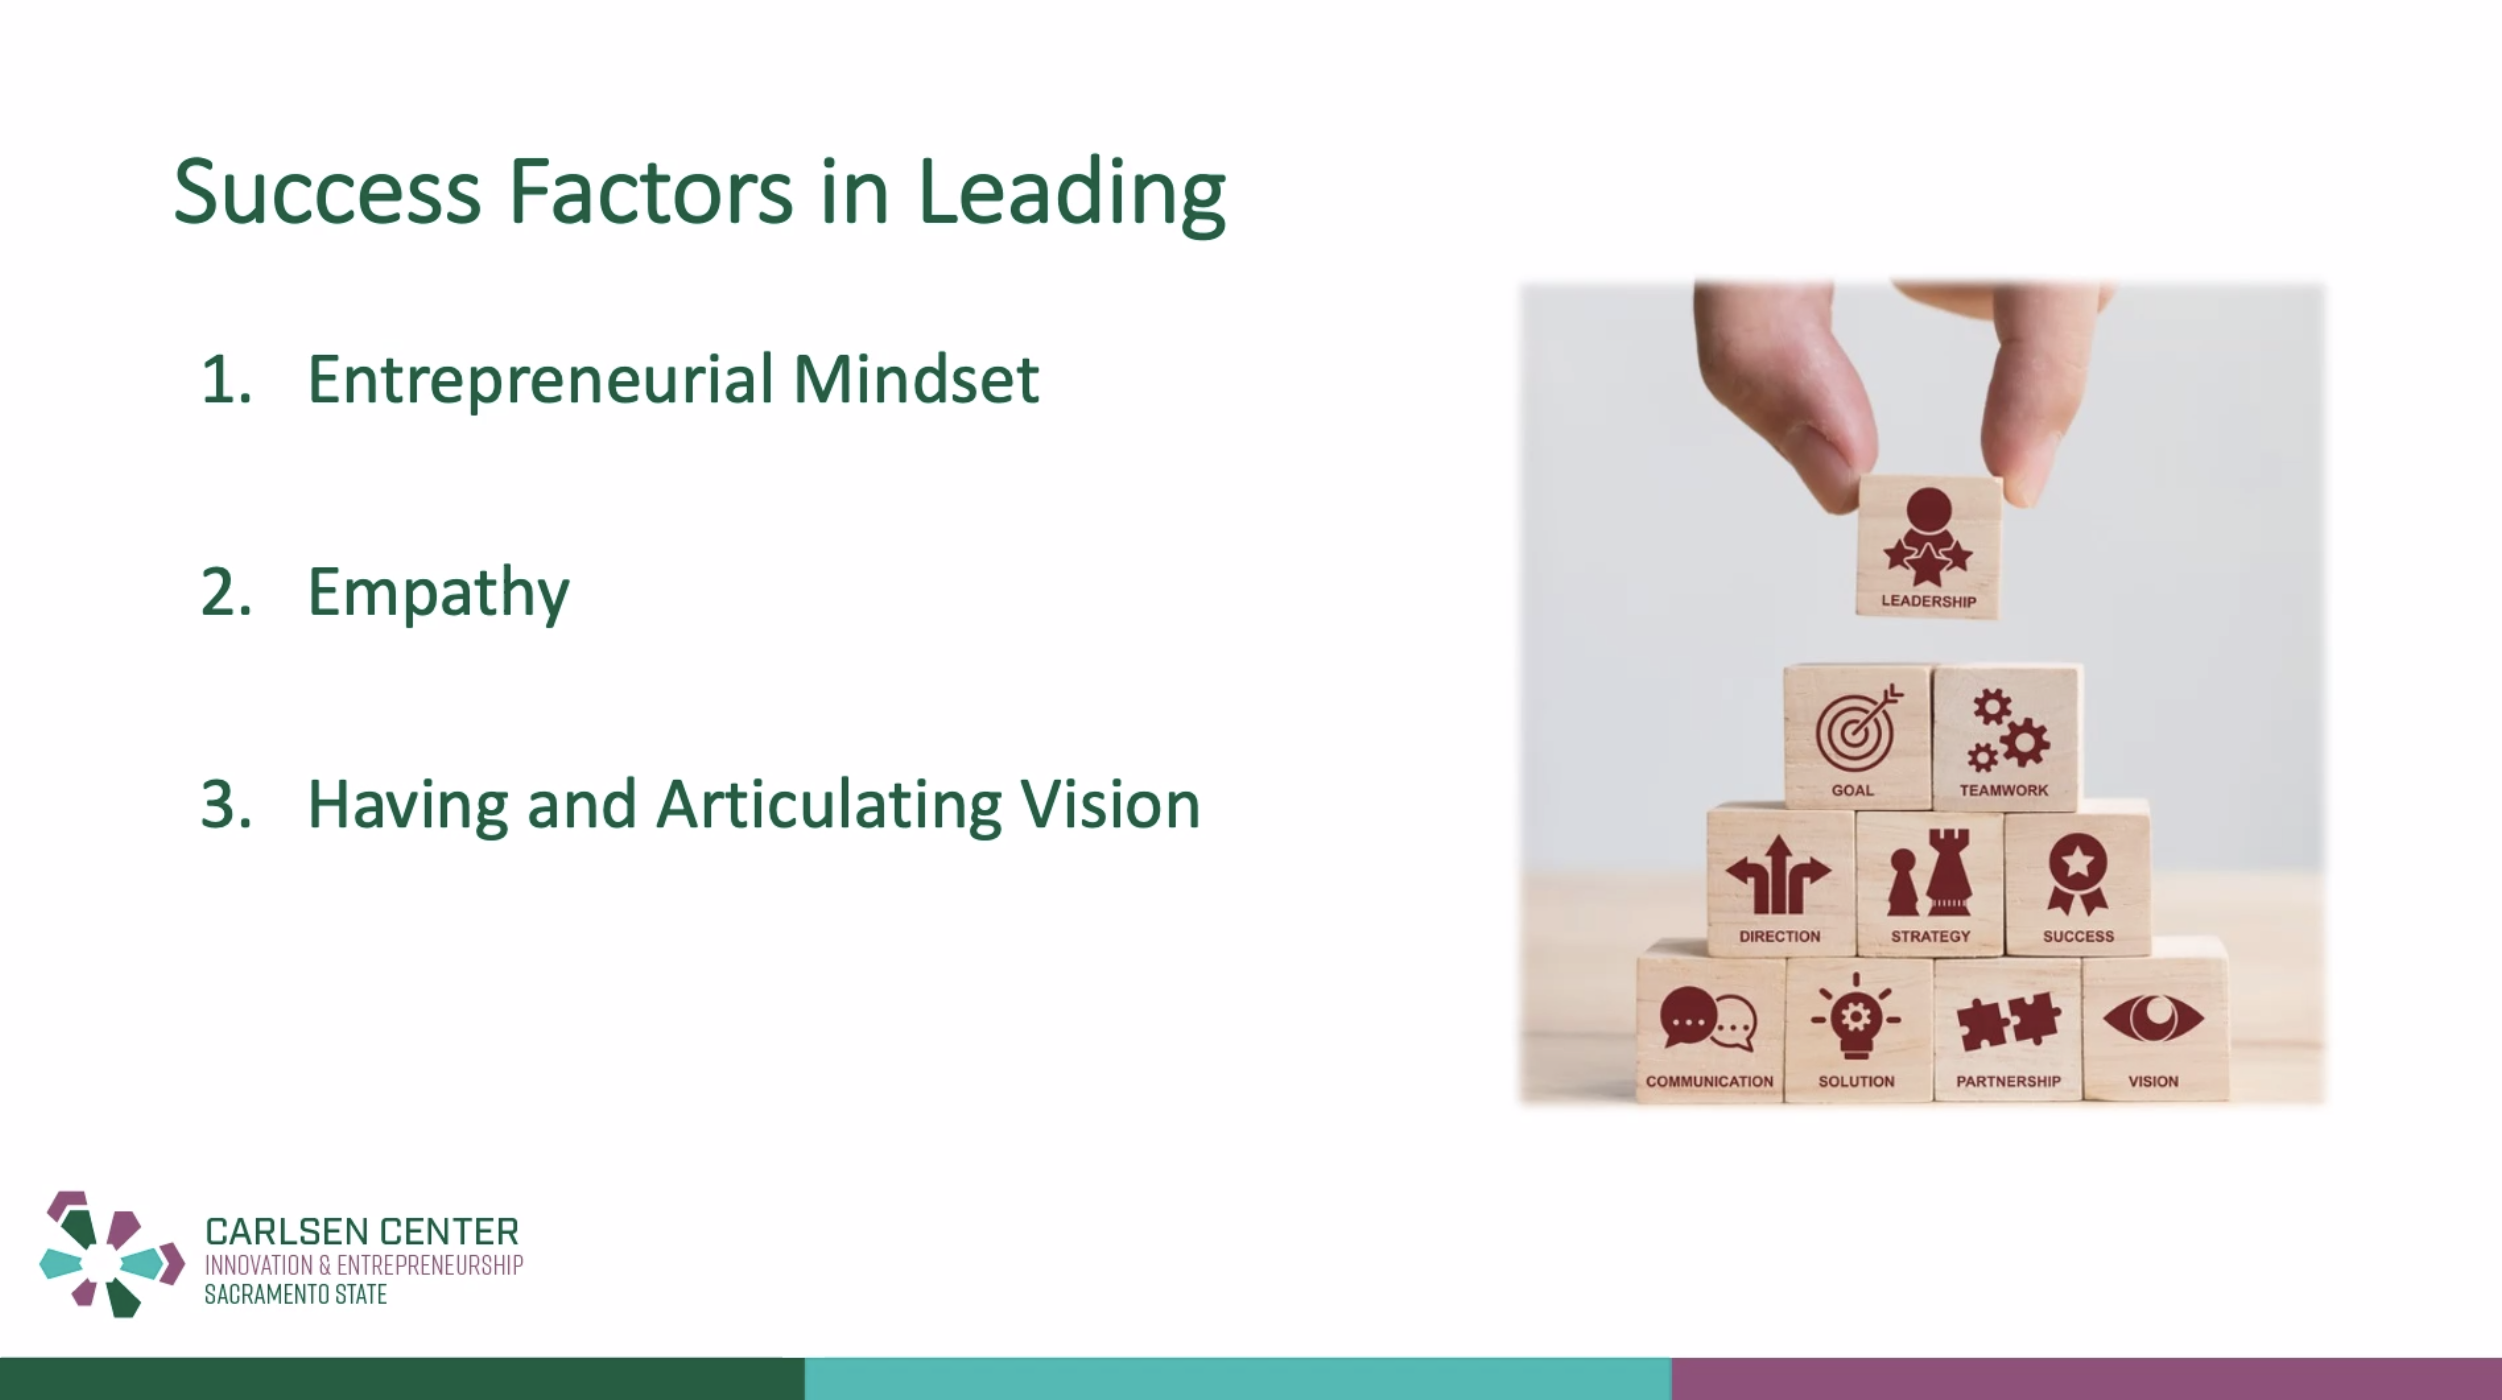 Success Factors in Leading
1. Entrepreneurial Mindset
2. Empathy
3. Having and Articulating Vision
LEADERSHIP
GOAL TEAMWORK
DIRECTION STRATEGY SUCCESS
COMMUNICATION SOLUTION PARTNERSHIP VISION
CARLSEN CENTER
INNOVATION & ENTREPRENEURSHIP
SACRAMENTO STATE